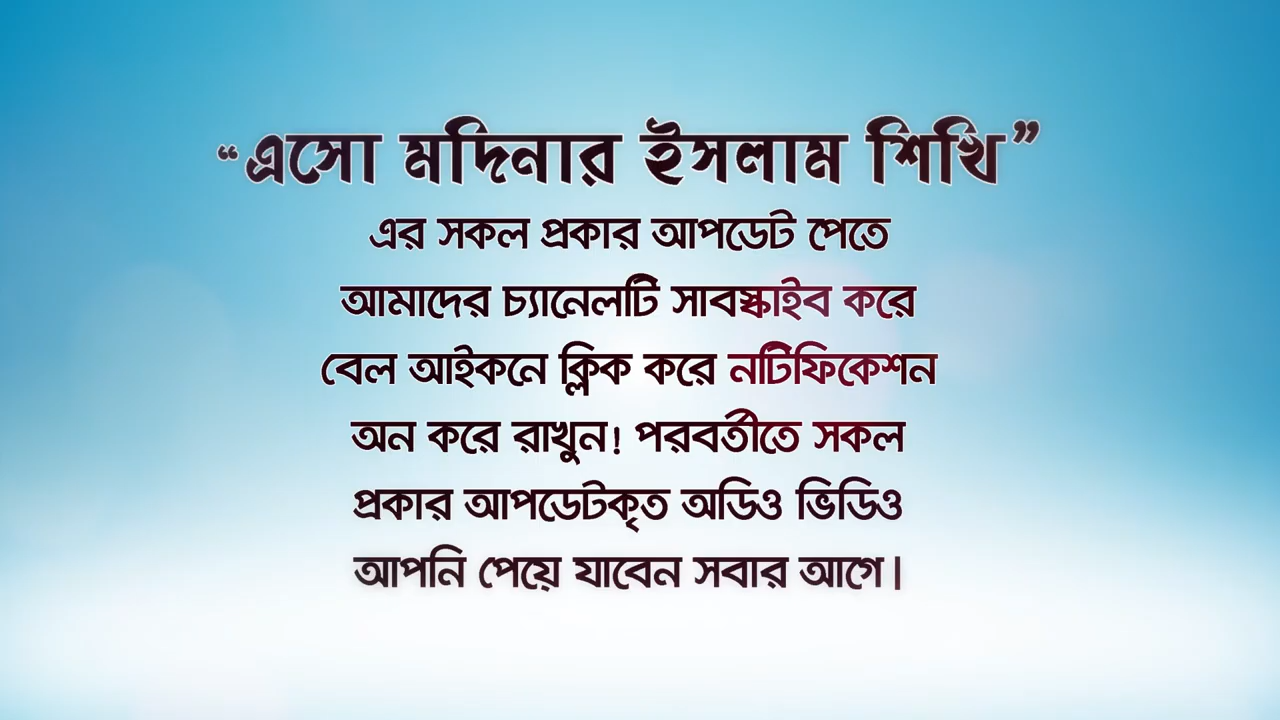 “এসো মদিনার ইসলাম শিখি”
এর সকল প্রকার আপডেট পেতে
আমাদের চ্যানেলটি সাবস্কাইব করে
বেল আইকনে ক্লিক করে নটিফিকেশন
অন করে রাখুন! পরবর্তীতে সকল
প্রকার আপডেটকৃত অডিও ভিডিও
আপনি পেয়ে যাবেন সবার আগে।